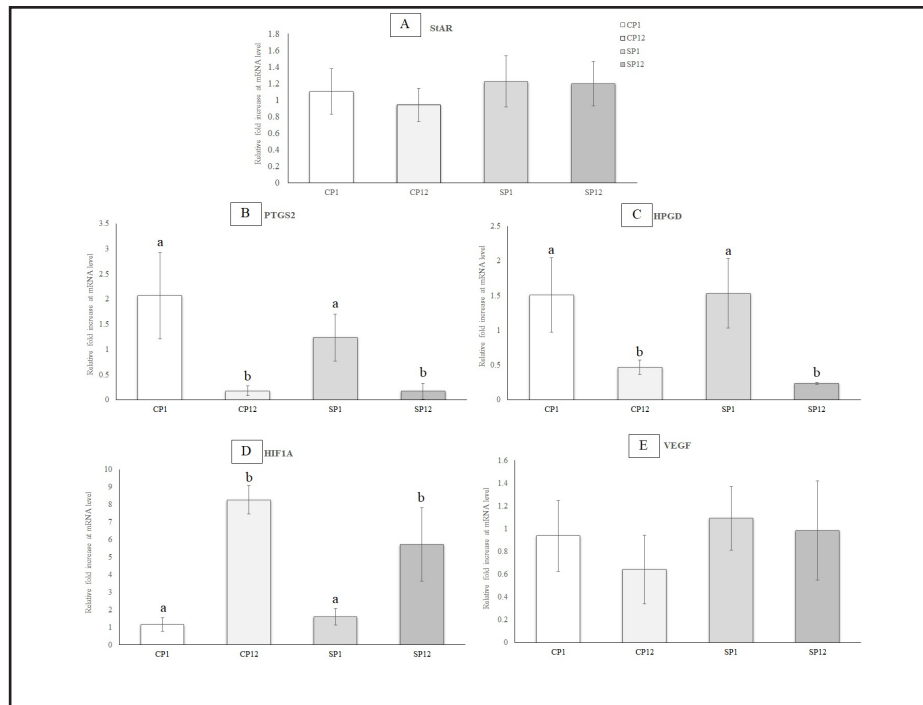 A StAR
CP1
CP12
SP1
SP12
Relative fold increase at mRNA level
1.8
1.6
1.4
1.2
1
0.8
0.6
0.4
0.2
0
CP1 CP12 SP1 SP12
B PTGS2
Relative fold increase at mRNA level
3.5
3
2.5
2
1.5
1
0.5
0
a b a b
CP1 CP12 SP1 SP12
C HPGD
Relative fold increase at mRNA level
2.5
2
1.5
1
0.5
0
a b a b
CP1 CP12 SP1 SP12
D HIF1A
Relative fold increase at mRNA level
10
9
8
7
6
5
4
3
2
1
0
a b a b
CP1 CP12 SP1 SP12
E VEGF
Relative fold increase at mRNA level
1.6
1.4
1.2
1
0.8
0.6
0.4
0.2
0
CP1 CP12 SP1 SP12